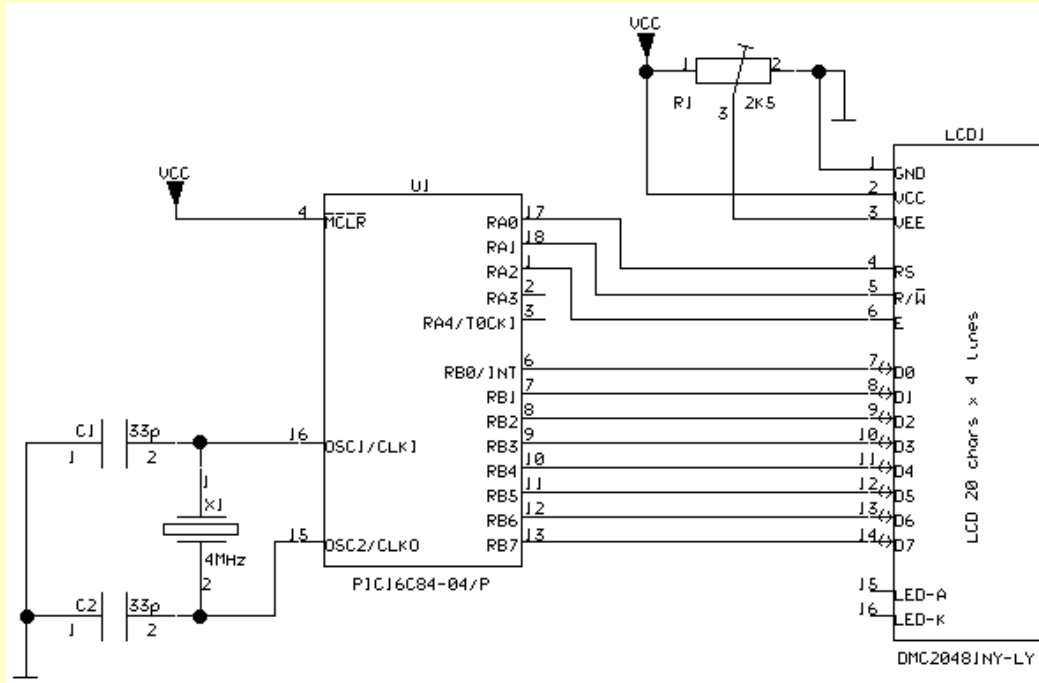 VCC
1
2
R1
3
2K5
LCD1
1
GND
2
VCC
3
VEE
VCC
U1
4
MCLR
RA0
17
RA1
18
RA2
1
RA3
2
RA4/T0CKI
3
4
RS
5
R/W
6
E
RB0/INT
6
7
D0
RB1
7
8
D1
RB2
8
9
D2
RB3
9
10
D3
RB4
10
11
D4
RB5
11
12
D5
RB6
12
13
D6
RB7
13
14
D7
C1
33p
1
2
16
OSC1/CLKI
1
X1
4MHz
2
15
OSC2/CLKO
C2
33p
1
2
PIC16C84-04/P
LCD 20 chars x 4 lines
15
LED-A
16
LED-K
DMC20481NY-LY